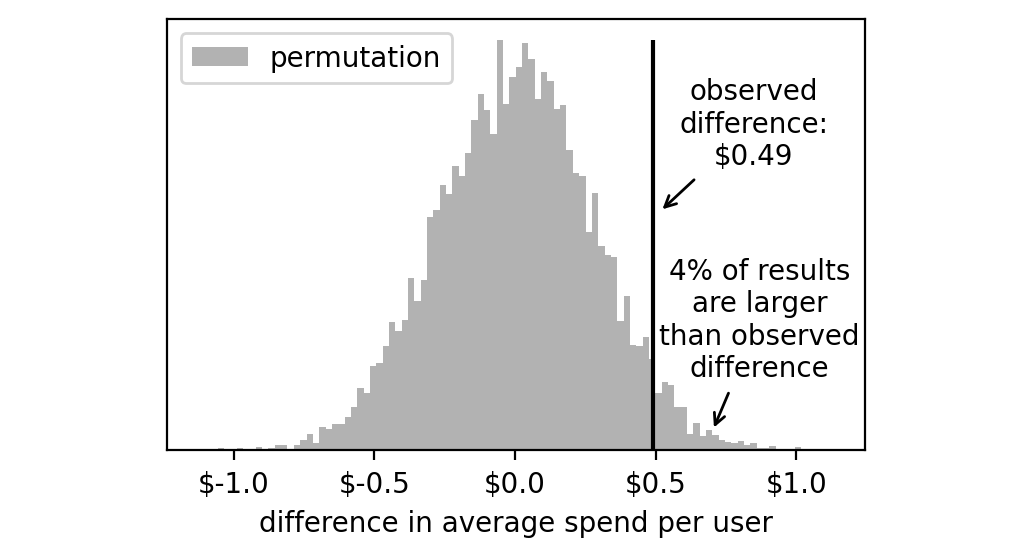 permutation
observed
difference:
$0.49
4% of results
are larger
than observed
difference
$-1.0 $-0.5 $0.0 $0.5 $1.0
difference in average spend per user